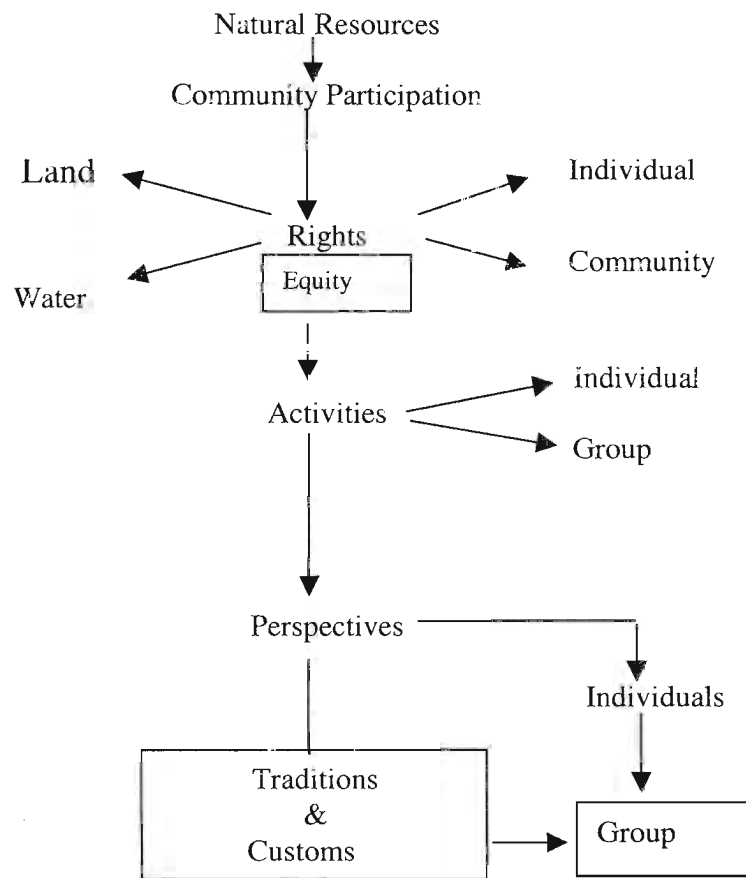 Natural Resources
Community Participation
Land
Individual
Rights
Community
Equity
Water
Individual
Activities
Group
Perspectives
Individuals
Traditions
&
Customs
Group